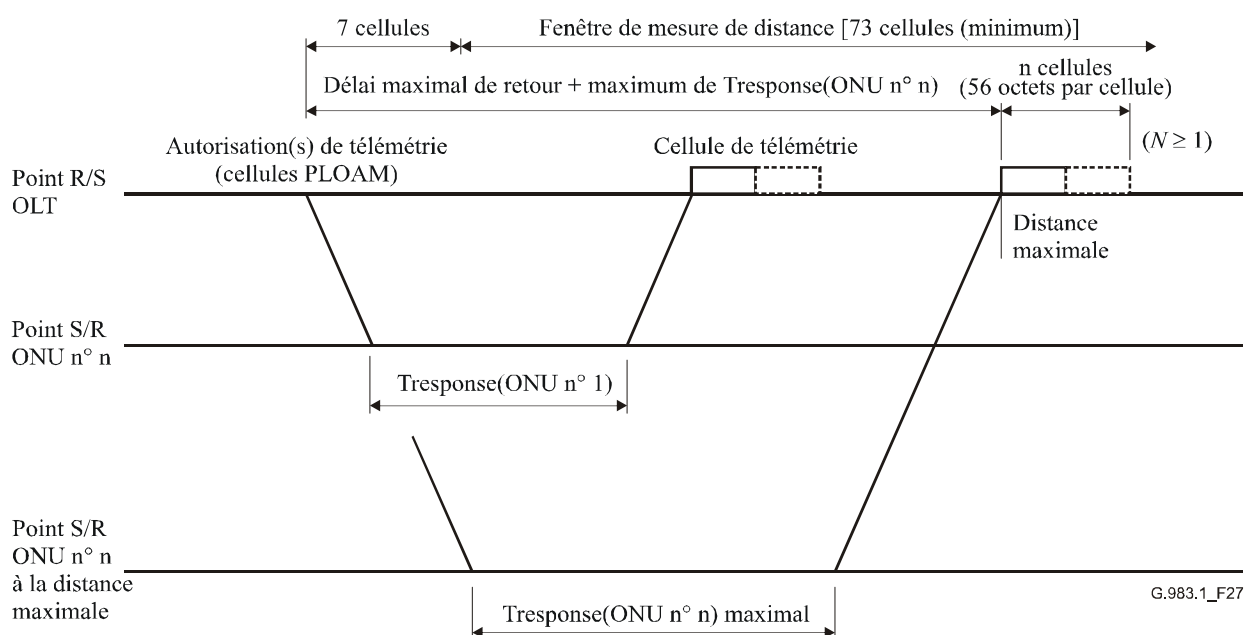 7 cellules
Fenêtre de mesure de distance [73 cellules (minimum)]
Délai maximal de retour + maximum de Tresponse(ONU n° n)
n cellules
(56 octets par cellule)
Autorisation(s) de télémétrie
(cellules PLOAM)
Cellule de télémétrie
(N ≥ 1)
Point R/S
OLT
Distance
maximale
Point S/R
ONU n° n
Tresponse(ONU n° 1)
Point S/R
ONU n° n
à la distance
maximale
Tresponse(ONU n° n) maximal
G.983.1_F27